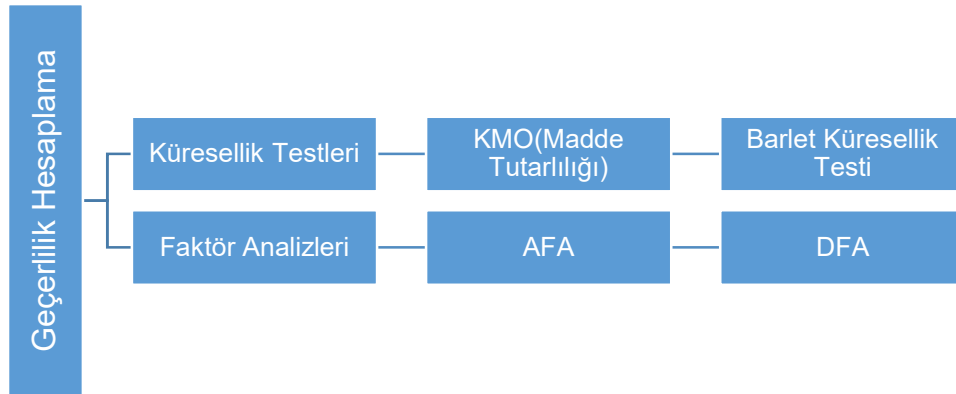 Geçerlilik Hesaplama
Küresellik Testleri
KMO(Madde
Tutarlılığı)
Barlet Küresellik
Testi
Faktör Analizleri
AFA
DFA